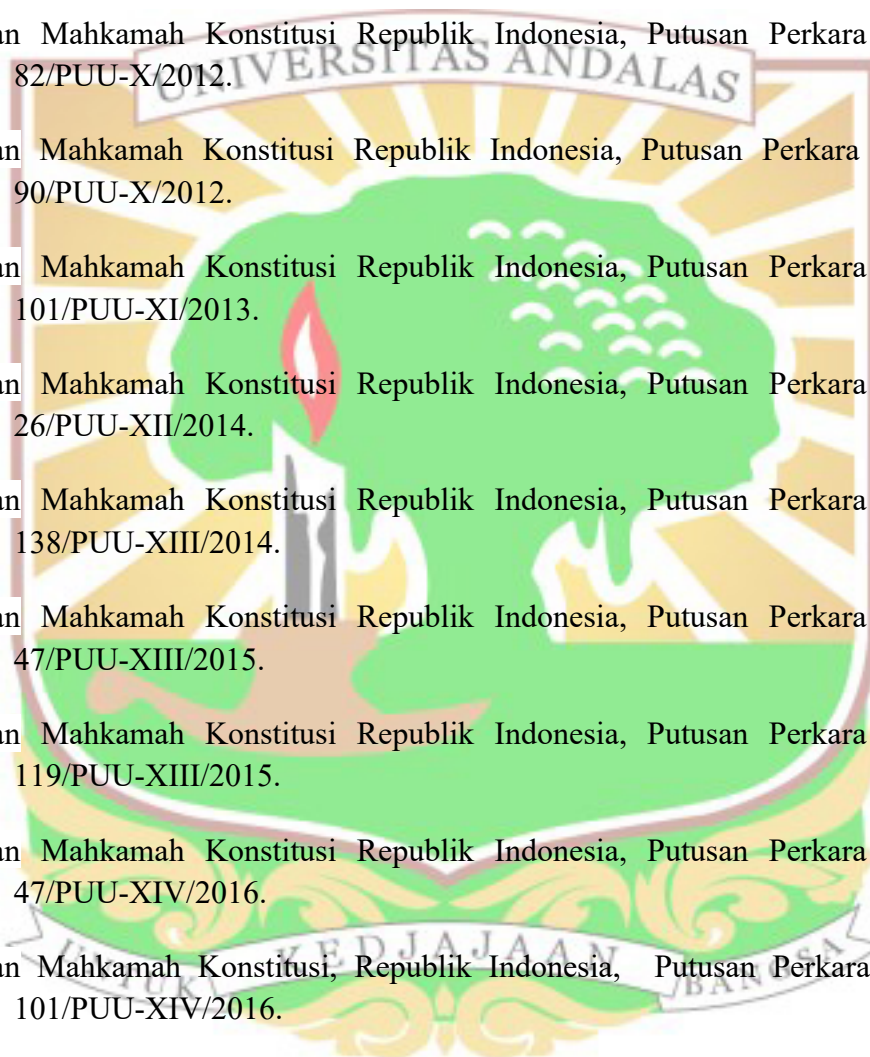 an Mahkamah Konstitusi Republik Indonesia, Putusan Perkara
82/PUU-X/2012.
UNIVERSITAS ANDALAS
an Mahkamah Konstitusi Republik Indonesia, Putusan Perkara
90/PUU-X/2012.
an Mahkamah Konstitusi Republik Indonesia, Putusan Perkara
101/PUU-XI/2013.
an Mahkamah Konstitusi Republik Indonesia, Putusan Perkara
26/PUU-XII/2014.
an Mahkamah Konstitusi Republik Indonesia, Putusan Perkara
138/PUU-XIII/2014.
an Mahkamah Konstitusi Republik Indonesia, Putusan Perkara
47/PUU-XIII/2015.
an Mahkamah Konstitusi Republik Indonesia, Putusan Perkara
119/PUU-XIII/2015.
an Mahkamah Konstitusi Republik Indonesia, Putusan Perkara
47/PUU-XIV/2016.
UNTUK KEDJAJAAN BANGSA
an Mahkamah Konstitusi, Republik Indonesia, Putusan Perkara
101/PUU-XIV/2016.